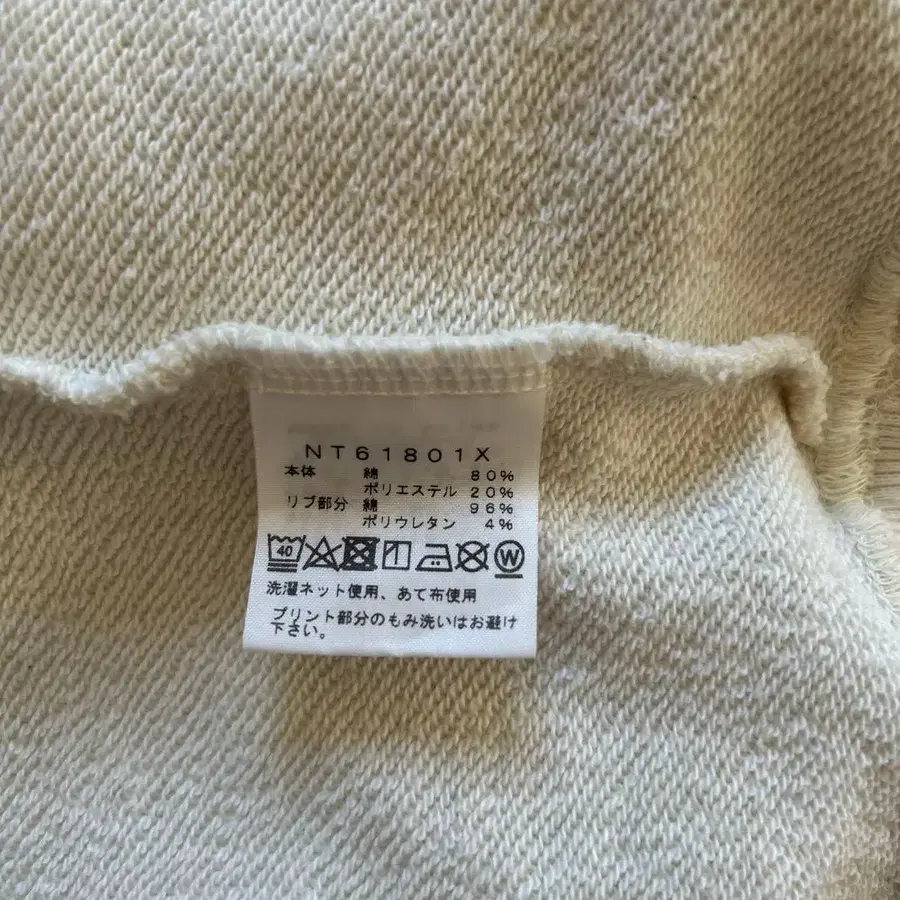 NT61801X
本体 綿 80%
ポリエステル 20%
リブ部分 綿 96%
ポリウレタン 4%
40 W
洗濯ネット使用、あて布使用
プリント部分のもみ洗いはお避け
下さい。